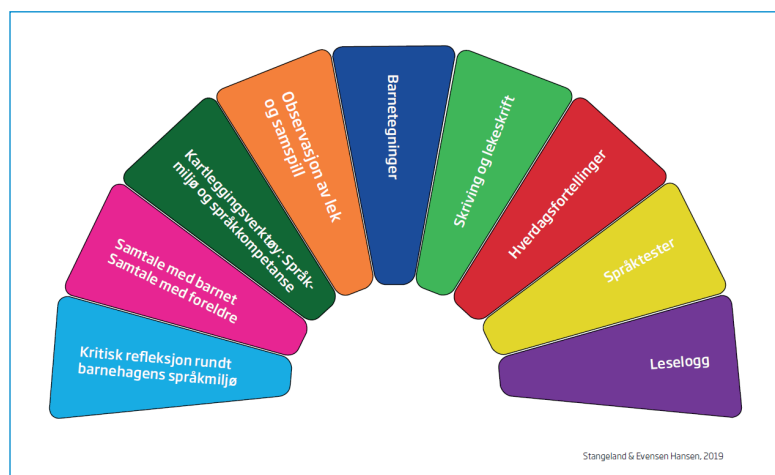 Kritisk refleksjon rundt
barnehagens språkmiljø
Samtale med barnet
Samtale med foreldre
Kartleggingsverktøy: Språk-
miljø og språkkompetanse
Observasjon av lek
og samspill
Barnetegninger
Skriving og lekeskrift
Hverdagsfortellinger
Språktester
Leselogg
Stangeland & Evensen Hansen, 2019